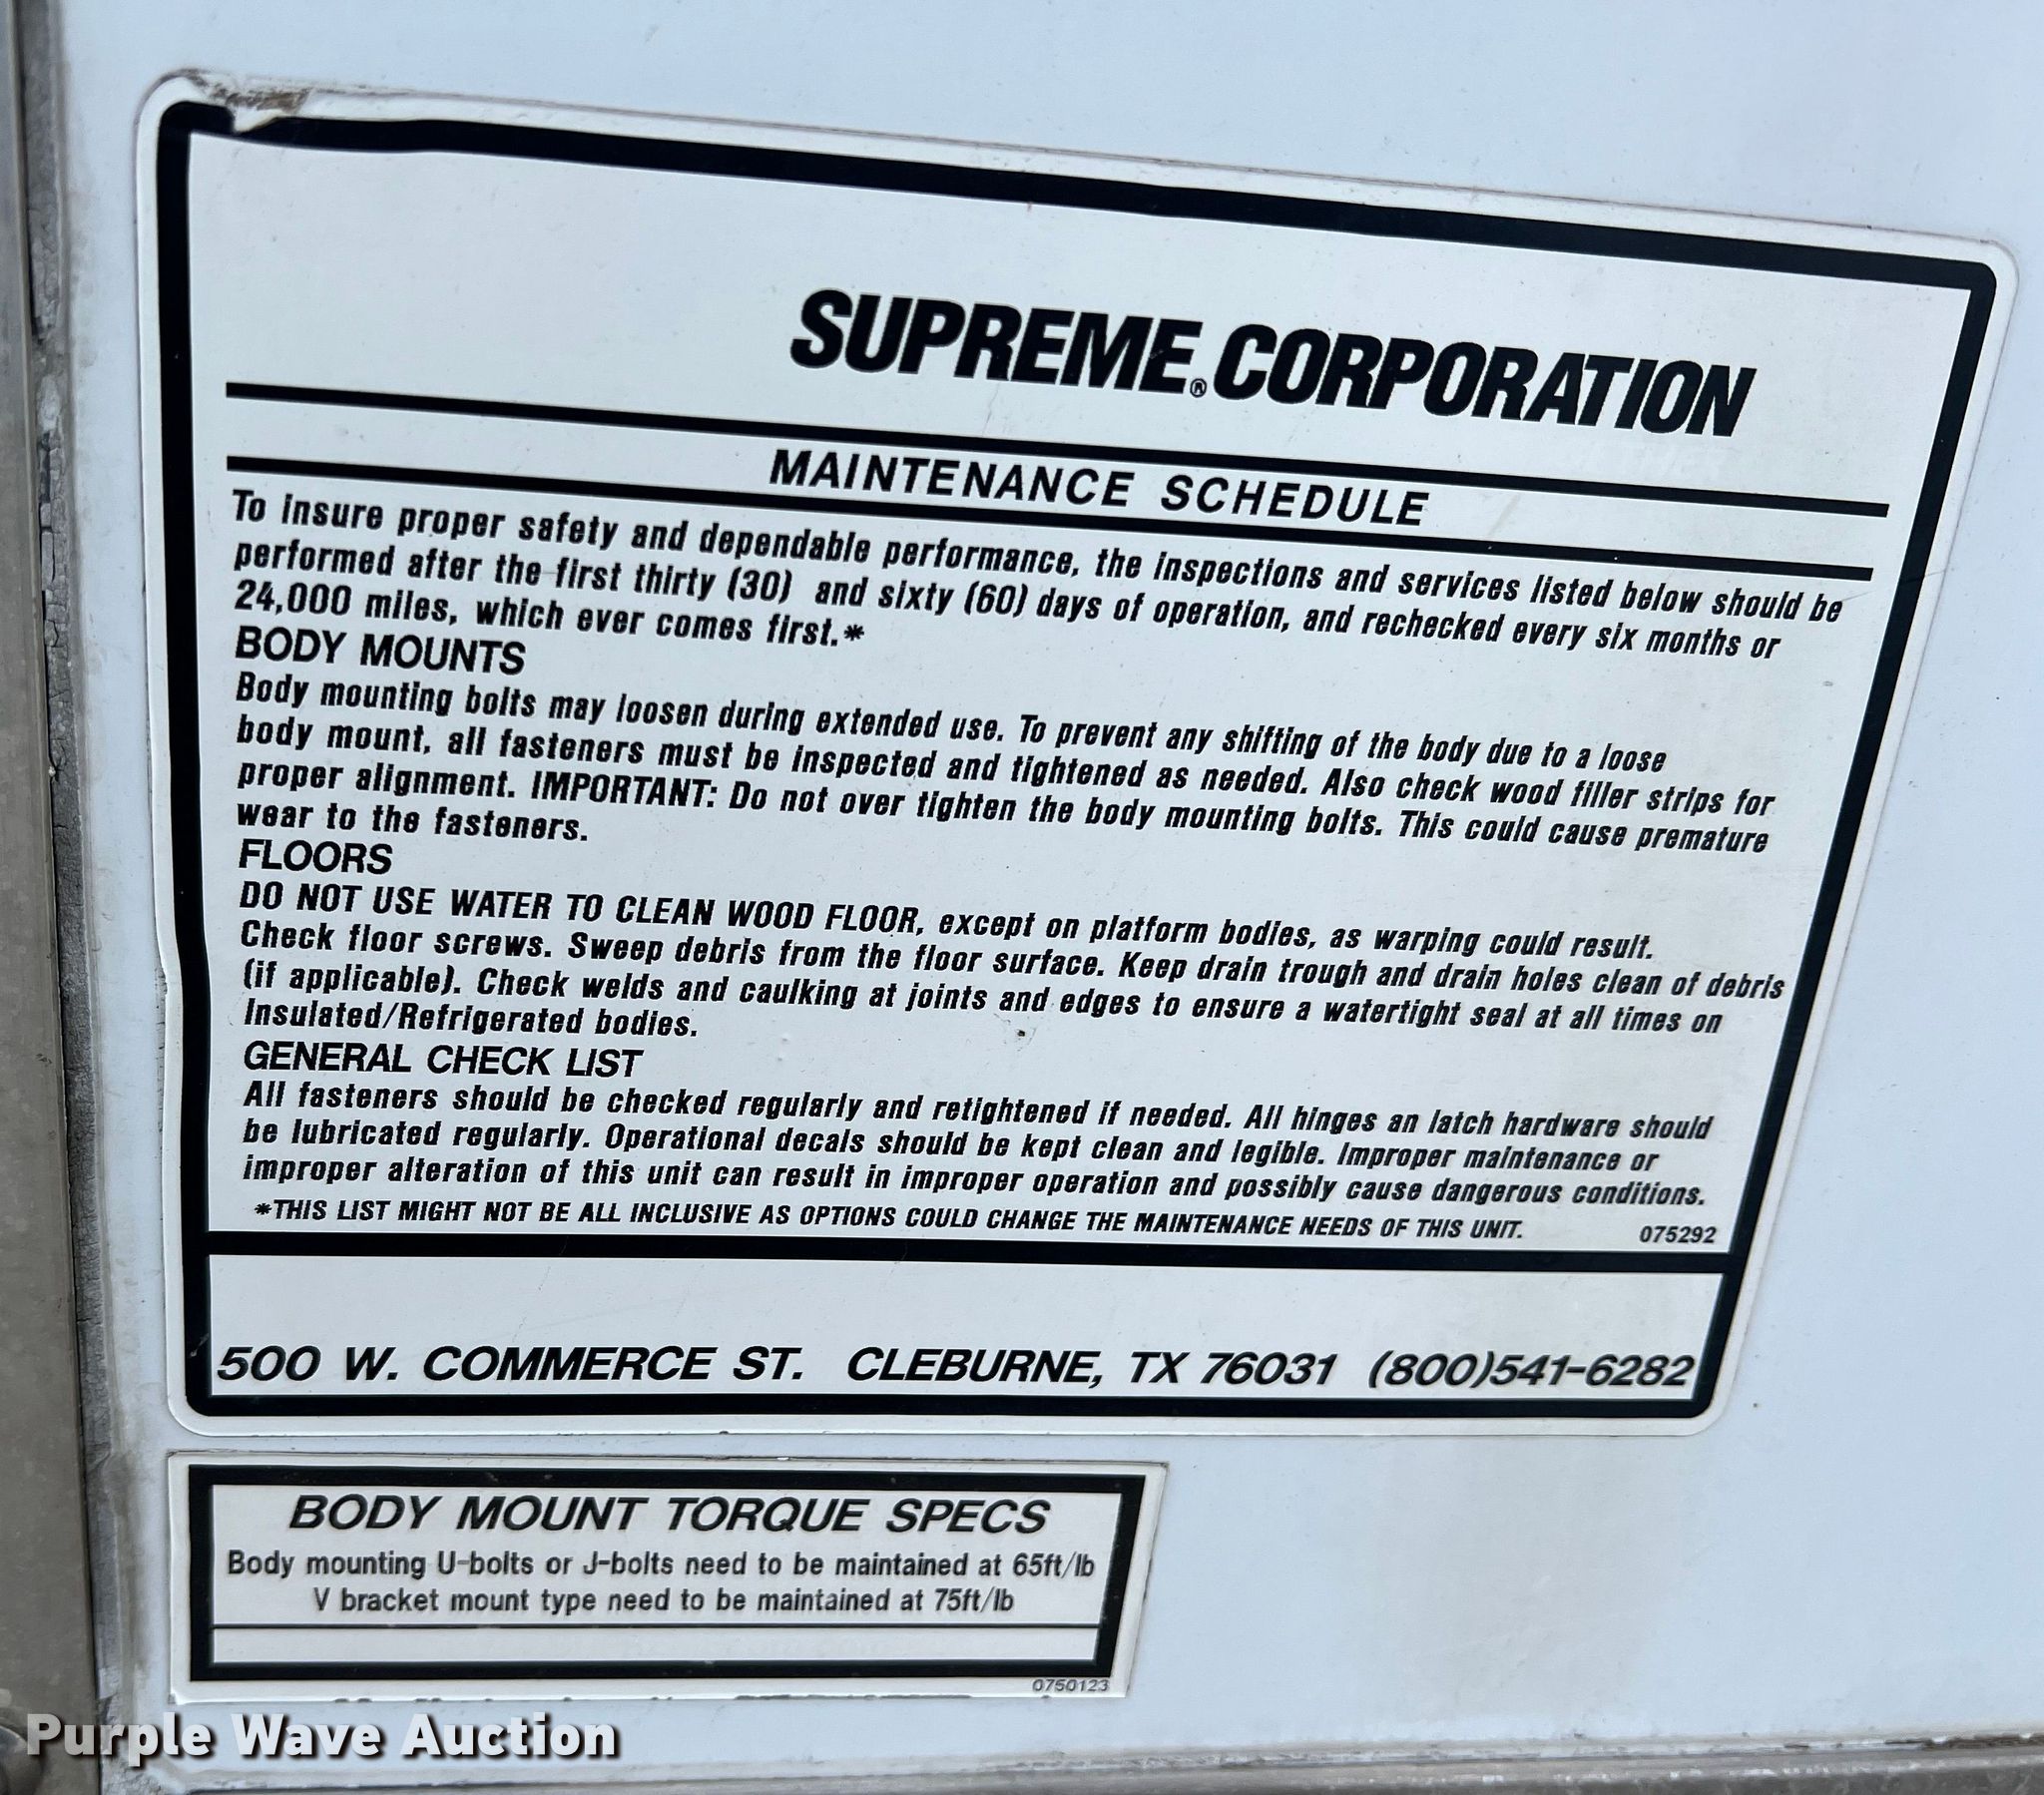 SUPREME® CORPORATION
MAINTENANCE SCHEDULE
To insure proper safety and dependable performance, the inspections and services listed below should be
performed after the first thirty (30) and sixty (60) days of operation, and rechecked every six months or
24,000 miles, which ever comes first.*
BODY MOUNTS
Body mounting bolts may loosen during extended use. To prevent any shifting of the body due to a loose
body mount, all fasteners must be inspected and tightened as needed. Also check wood filler strips for
proper alignment. IMPORTANT: Do not over tighten the body mounting bolts. This could cause premature
wear to the fasteners.
FLOORS
DO NOT USE WATER TO CLEAN WOOD FLOOR, except on platform bodies, as warping could result.
Check floor screws. Sweep debris from the floor surface. Keep drain trough and drain holes clean of debris
(if applicable). Check welds and caulking at joints and edges to ensure a watertight seal at all times on
Insulated/Refrigerated bodies.
GENERAL CHECK LIST
All fasteners should be checked regularly and retightened if needed. All hinges an latch hardware should
be lubricated regularly. Operational decals should be kept clean and legible. Improper maintenance or
improper alteration of this unit can result in improper operation and possibly cause dangerous conditions.
*THIS LIST MIGHT NOT BE ALL INCLUSIVE AS OPTIONS COULD CHANGE THE MAINTENANCE NEEDS OF THIS UNIT. 075292
500 W. COMMERCE ST. CLEBURNE, TX 76031 (800)541-6282
BODY MOUNT TORQUE SPECS
Body mounting U-bolts or J-bolts need to be maintained at 65ft/lb
V bracket mount type need to be maintained at 75ft/lb
0750123
Purple Wave Auction